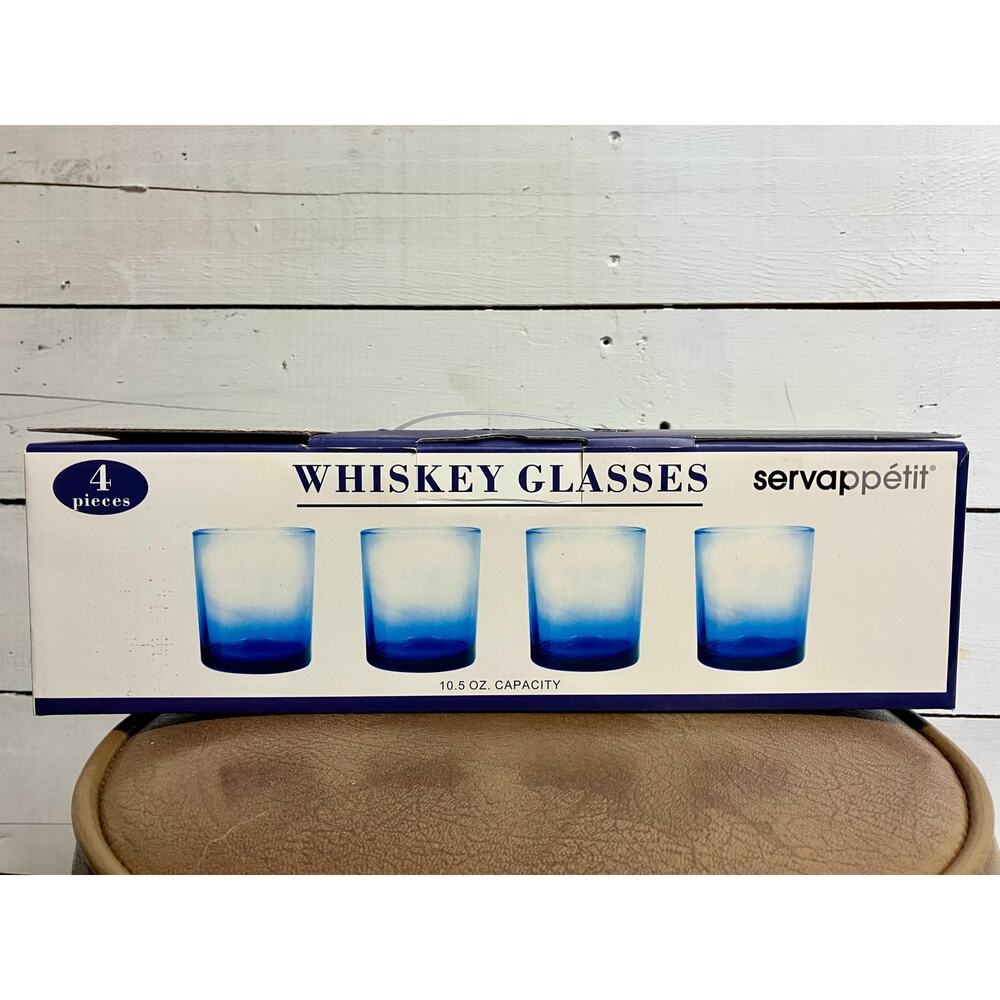 4
pieces
WHISKEY GLASSES
servappétit®
10.5 OZ. CAPACITY